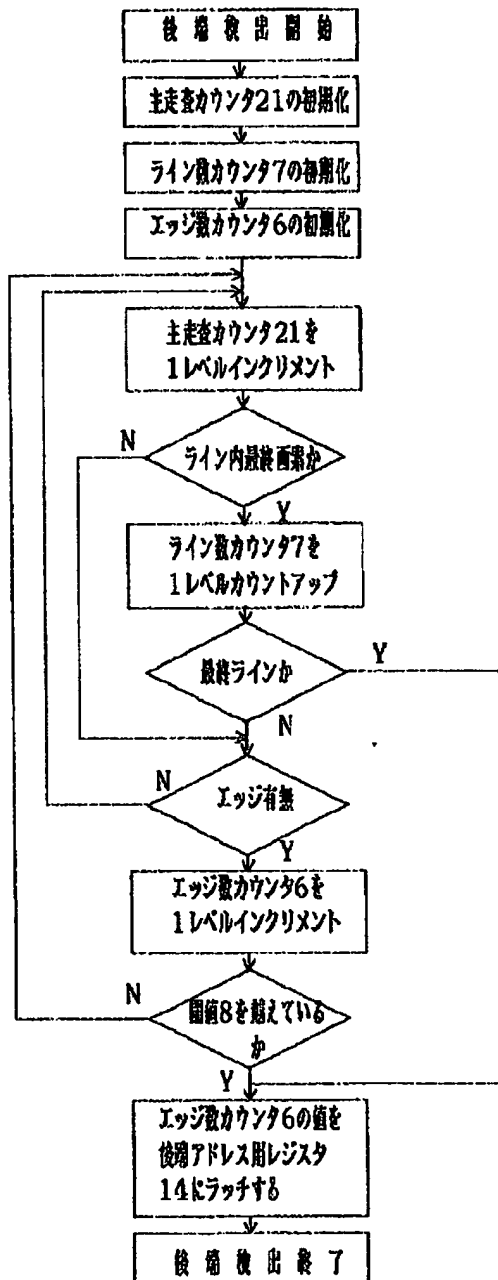 後端検出開始
主走査カウンタ21の初期化
ライン数カウンタ7の初期化
エッジ数カウンタ6の初期化
主走査カウンタ21を
1レベルインクリメント
N
ライン内最終画素か
Y
ライン数カウンタ7を
1レベルカウントアップ
最終ラインか
Y
N
N
エッジ有無
Y
エッジ数カウンタ6を
1レベルインクリメント
N
閾値8を越えている
か
Y
エッジ数カウンタ6の値を
後端アドレス用レジスタ
14にラッチする
後端検出終了